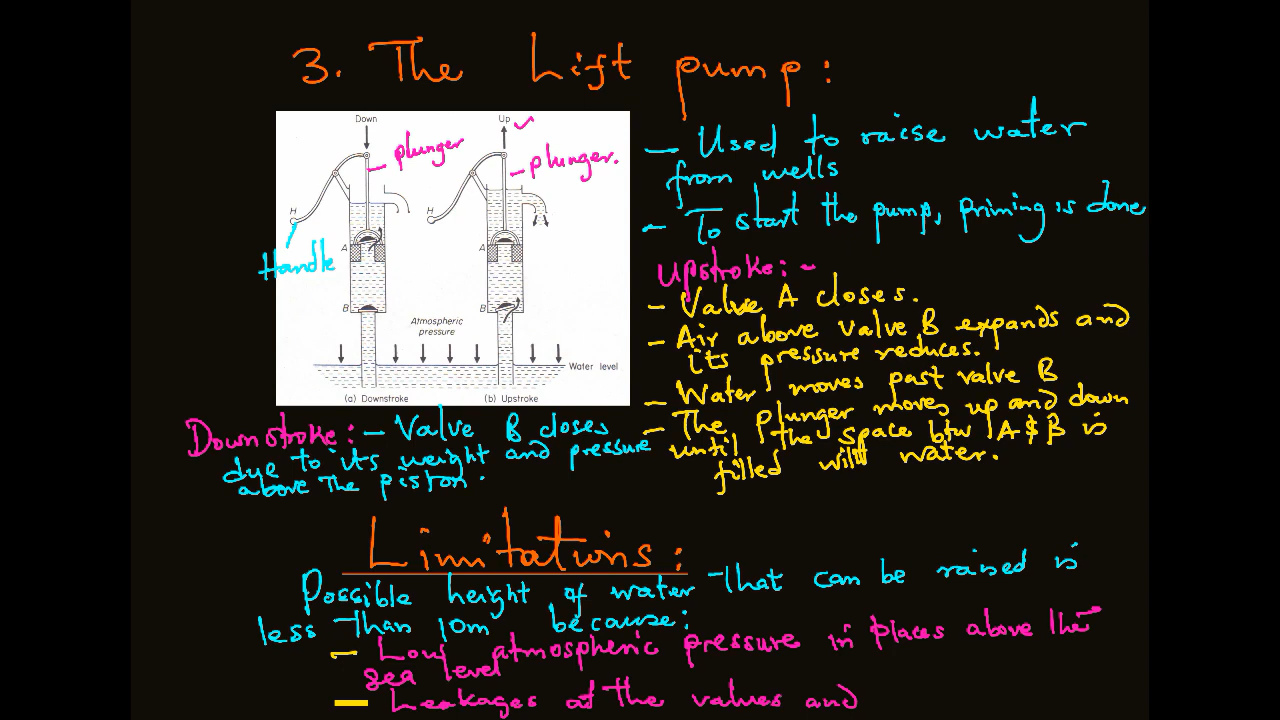 3. The Lift pump:
Down
Up ✓
plunger
plunger.
H
H
Handle
A
A
B
B
Atmospheric
pressure
Water level
(a) Downstroke
(b) Upstroke
- Used to raise water
from wells
- To start the pump, priming is done
Upstroke:-
- Valve A closes.
- Air above valve B expands and
its pressure reduces.
- Water moves past valve B
- The plunger moves up and down
until the space btw A & B is
filled with water.
Downstroke: - Valve B closes
due to its weight and pressure
above the piston.
Limitations:
Possible height of water that can be raised is
less than 10m because:
- Low atmospheric pressure in places above the
sea level
- Leakages at the values and